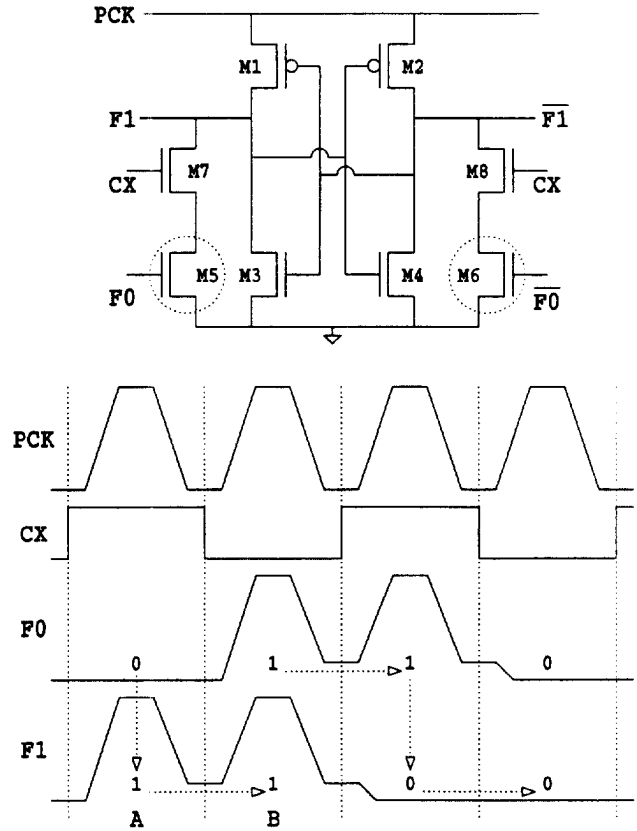 PCK
M1 M2
F1 F1̅
M7 M8
CX CX
M5 M3 M4 M6
F0 F0̅
PCK
CX
F0
0 1 1 0
F1
1 1 0 0
A B